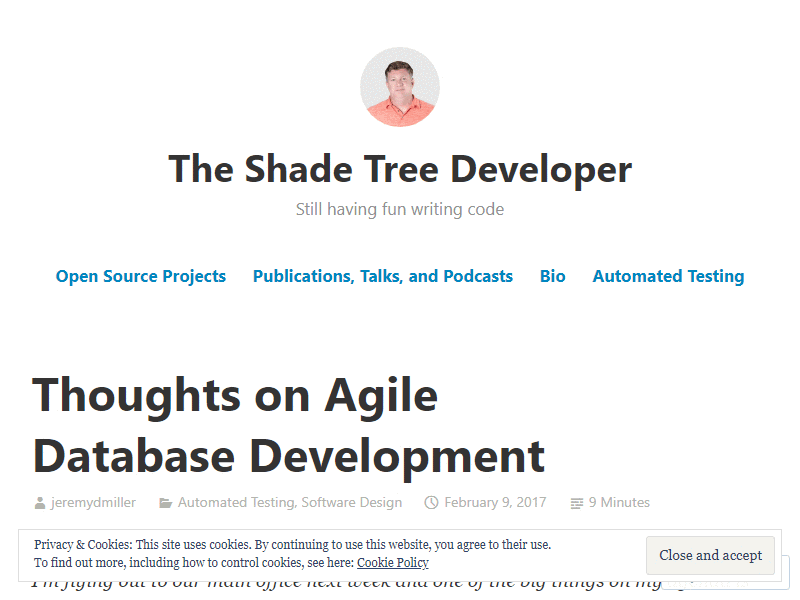 The Shade Tree Developer
Still having fun writing code
Open Source Projects Publications, Talks, and Podcasts Bio Automated Testing
Thoughts on Agile
Database Development
jeremydmiller Automated Testing, Software Design February 9, 2017 9 Minutes
Privacy & Cookies: This site uses cookies. By continuing to use this website, you agree to their use.
To find out more, including how to control cookies, see here: Cookie Policy
Close and accept
I'm flying out to our main office next week and one of the big things on my